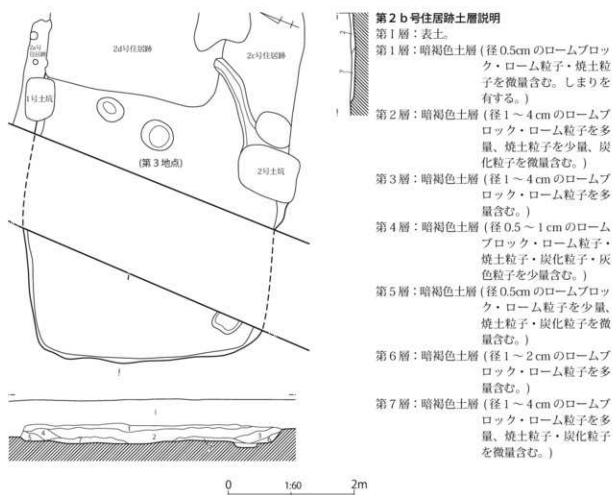 2a号
住居跡
2d号住居跡
2c号住居跡
1号土坑
(第3地点)
2号土坑
1
4
2
3
7
0
1:60
2m
第2b号住居跡土層説明
第Ⅰ層：表土。
第1層：暗褐色土層 (径0.5cmのロームブロッ
ク・ローム粒子・焼土粒
子を微量含む。しまりを
有する。)
第2層：暗褐色土層 (径1～4cmのロームブ
ロック・ローム粒子を多
量、焼土粒子を少量、炭
化粒子を微量含む。)
第3層：暗褐色土層 (径1～4cmのロームブ
ロック・ローム粒子を多
量含む。)
第4層：暗褐色土層 (径0.5～1cmのローム
ブロック・ローム粒子・
焼土粒子・炭化粒子・灰
色粒子を少量含む。)
第5層：暗褐色土層 (径0.5cmのロームブロッ
ク・ローム粒子を少量、
焼土粒子・炭化粒子を微
量含む。)
第6層：暗褐色土層 (径1～2cmのロームブ
ロック・ローム粒子を多
量含む。)
第7層：暗褐色土層 (径1～4cmのロームブ
ロック・ローム粒子を多
量、焼土粒子・炭化粒子
を微量含む。)